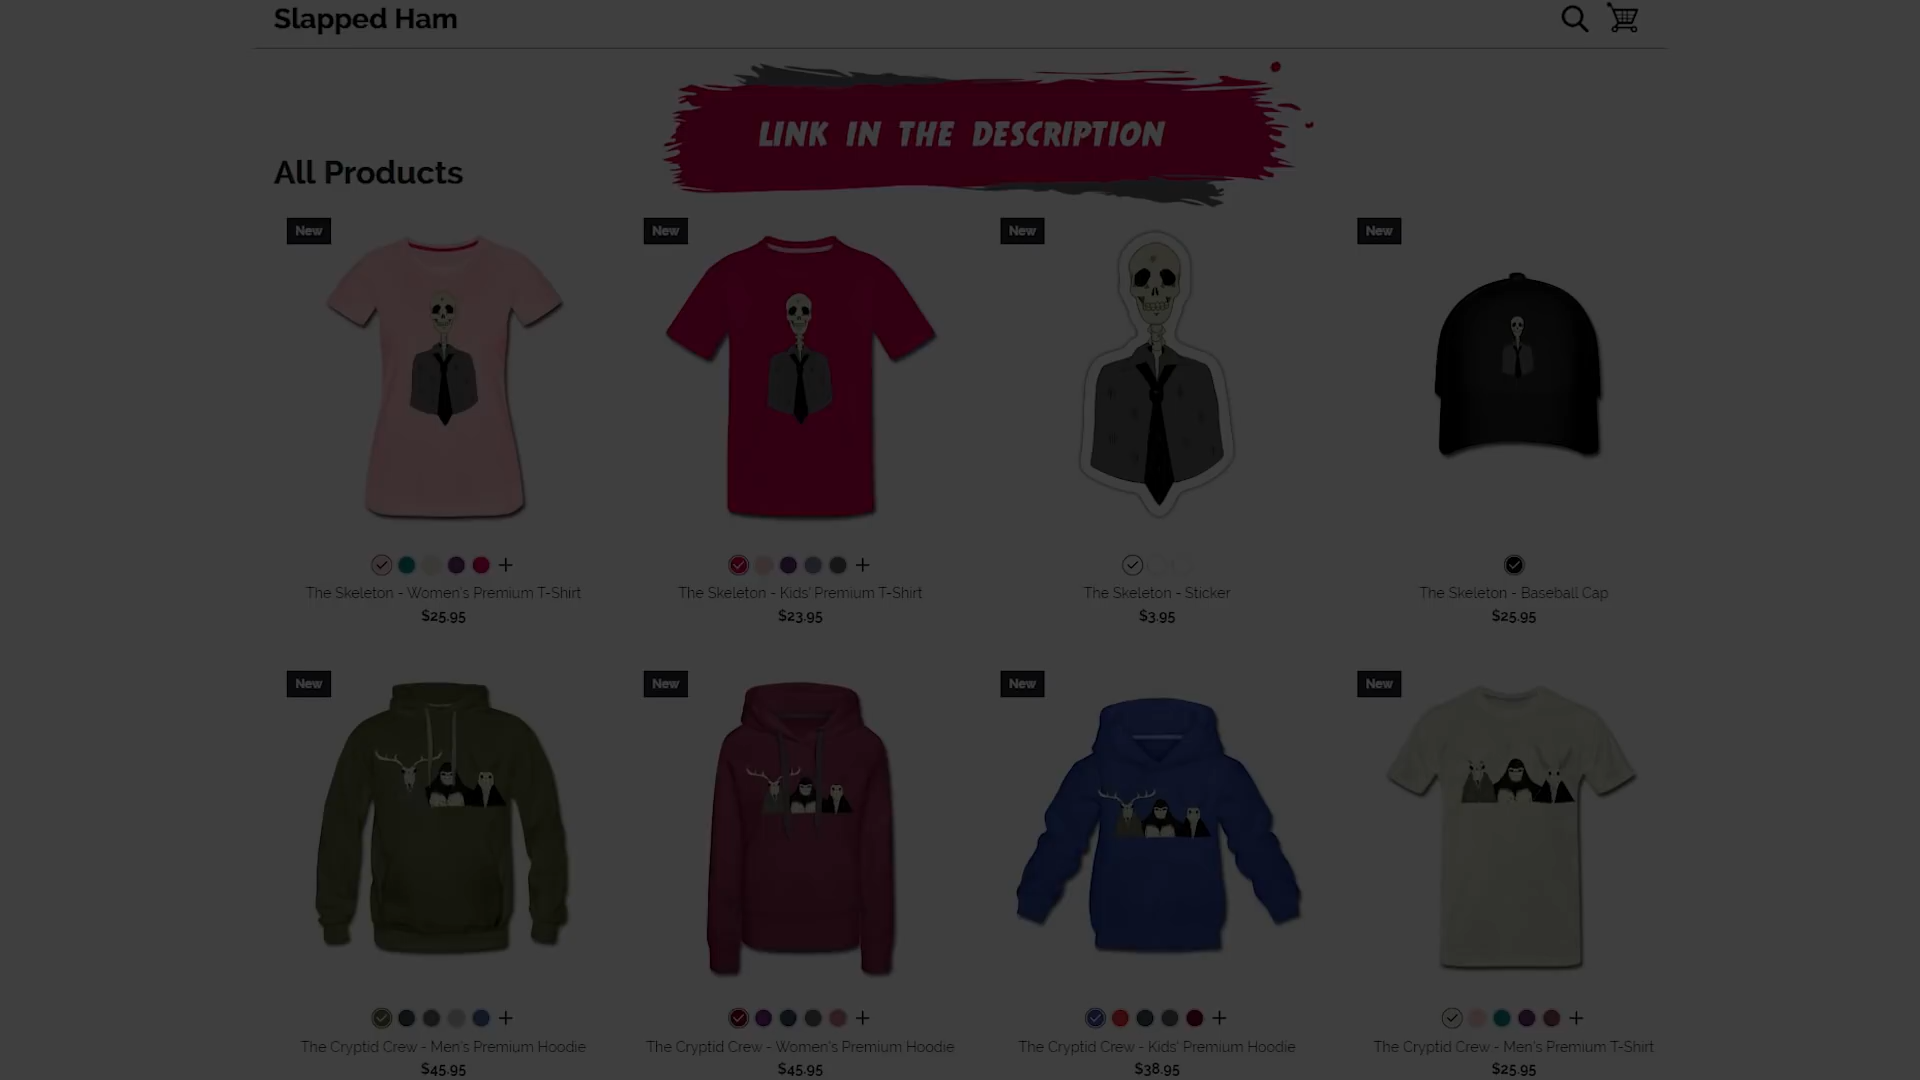 Slapped Ham
LINK IN THE DESCRIPTION
All Products
New
New
New
New
The Skeleton - Women's Premium T-Shirt
$25.95
The Skeleton - Kids' Premium T-Shirt
$23.95
The Skeleton - Sticker
$3.95
The Skeleton - Baseball Cap
$25.95
New
New
New
New
The Cryptid Crew - Men's Premium Hoodie
$45.95
The Cryptid Crew - Women's Premium Hoodie
$45.95
The Cryptid Crew - Kids' Premium Hoodie
$38.95
The Cryptid Crew - Men's Premium T-Shirt
$25.95